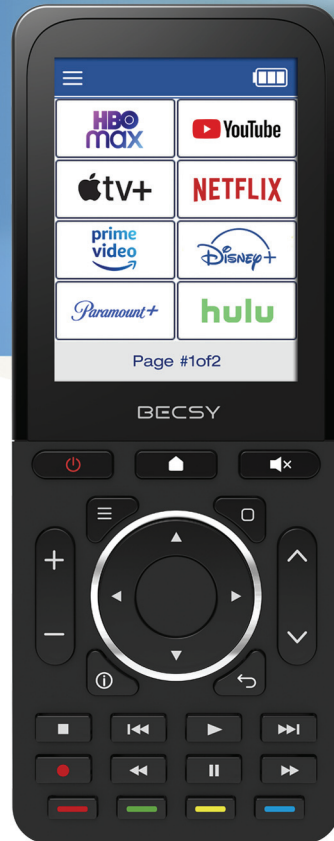 HBO
max
YouTube
tv+
NETFLIX
prime
video
Disney+
Paramount+
hulu
Page #1of2
BECSY